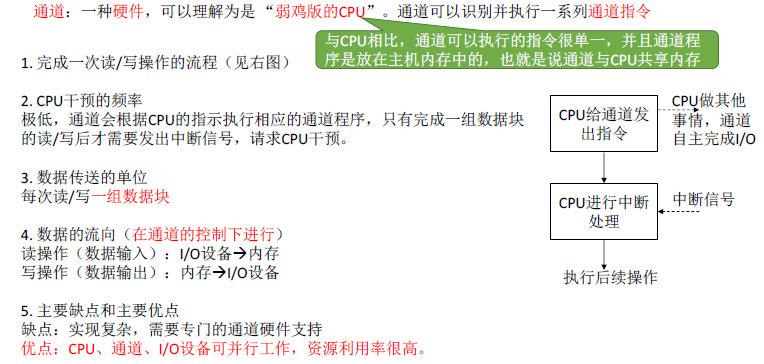 通道：一种硬件，可以理解为是 “弱鸡版的CPU”。通道可以识别并执行一系列通道指令
与CPU相比，通道可以执行的指令很单一，并且通道程
序是放在主机内存中的，也就是说通道与CPU共享内存
1. 完成一次读/写操作的流程（见右图）
2. CPU干预的频率
极低，通道会根据CPU的指示执行相应的通道程序，只有完成一组数据块
的读/写后才需要发出中断信号，请求CPU干预。
3. 数据传送的单位
每次读/写一组数据块
4. 数据的流向（在通道的控制下进行）
读操作（数据输入）：I/O设备→内存
写操作（数据输出）：内存→I/O设备
5. 主要缺点和主要优点
缺点：实现复杂，需要专门的通道硬件支持
优点：CPU、通道、I/O设备可并行工作，资源利用率很高。
CPU给通道发
出指令
CPU做其他
事情，通道
自主完成I/O
CPU进行中断
处理
中断信号
执行后续操作